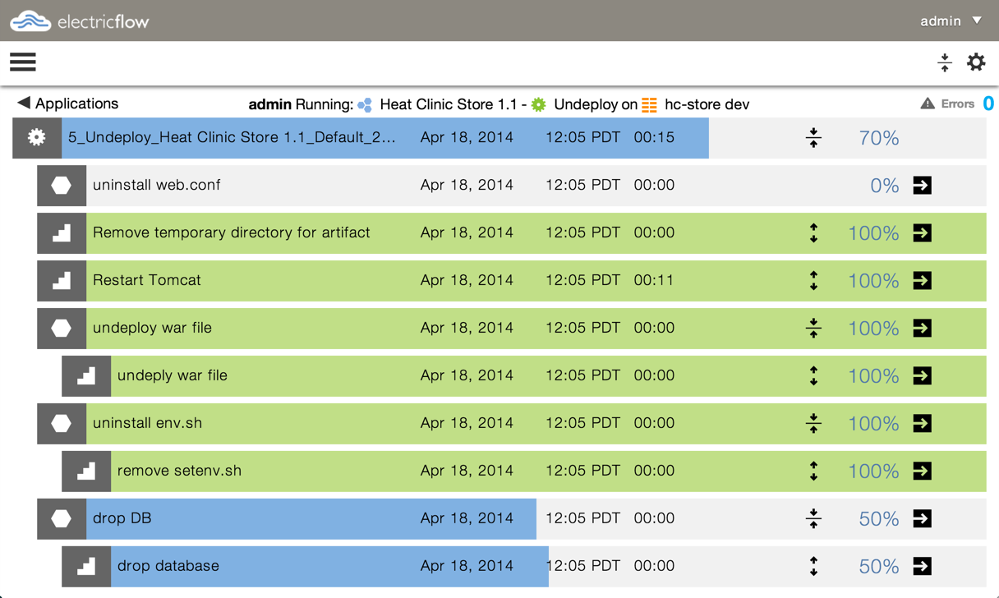 electricflow admin
Applications admin Running: Heat Clinic Store 1.1 - Undeploy on hc-store dev Errors 0
5_Undeploy_Heat Clinic Store 1.1_Default_2... Apr 18, 2014 12:05 PDT 00:15 70%
uninstall web.conf Apr 18, 2014 12:05 PDT 00:00 0%
Remove temporary directory for artifact Apr 18, 2014 12:05 PDT 00:00 100%
Restart Tomcat Apr 18, 2014 12:05 PDT 00:11 100%
undeploy war file Apr 18, 2014 12:05 PDT 00:00 100%
undeply war file Apr 18, 2014 12:05 PDT 00:00 100%
uninstall env.sh Apr 18, 2014 12:05 PDT 00:00 100%
remove setenv.sh Apr 18, 2014 12:05 PDT 00:00 100%
drop DB Apr 18, 2014 12:05 PDT 00:00 50%
drop database Apr 18, 2014 12:05 PDT 00:00 50%